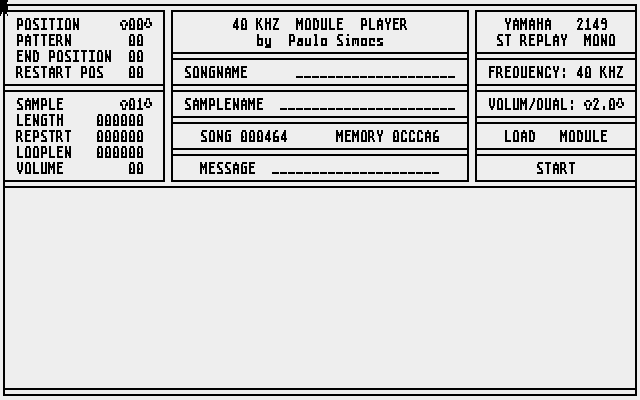 POSITION 00
PATTERN 00
END POSITION 00
RESTART POS 00
SAMPLE 01
LENGTH 000000
REPSTRT 000000
LOOPLEN 000000
VOLUME 00
40 KHZ MODULE PLAYER
by Paulo Simoes
SONGNAME ____________________
SAMPLENAME ______________________
SONG 000464 MEMORY 0CCCA6
MESSAGE _____________________
YAMAHA 2149
ST REPLAY MONO
FREQUENCY: 40 KHZ
VOLUM/QUAL: 2.0
LOAD MODULE
START